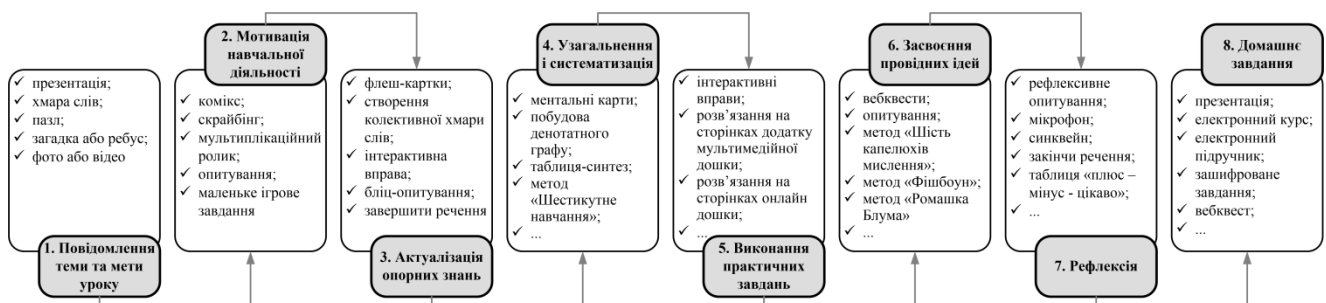 презентація;
хмара слів;
пазл;
загадка або ребус;
фото або відео
1. Повідомлення
теми та мети
уроку
2. Мотивація
навчальної
діяльності
комікс;
скрайбінг;
мультиплікаційний
ролик;
опитування;
маленьке ігрове
завдання
флеш-картки;
створення
колективної хмари
слів;
інтерактивна
вправа;
бліц-опитування;
завершити речення
3. Актуалізація
опорних знань
4. Узагальнення
і систематизація
ментальні карти;
побудова
денотатного
графу;
таблиця-синтез;
метод
«Шестикутне
навчання»;
...
інтерактивні
вправи;
розв’язання на
сторінках додатку
мультимедійної
дошки;
розв’язання на
сторінках онлайн
дошки;
...
5. Виконання
практичних
завдань
6. Засвоєння
провідних ідей
вебквести;
опитування;
метод «Шість
капелюхів
мислення»;
метод «Фішбоун»;
метод «Ромашка
Блума»
...
рефлексивне
опитування;
мікрофон;
синквейн;
закінчи речення;
таблиця «плюс –
мінус - цікаво»;
...
7. Рефлексія
8. Домашнє
завдання
презентація;
електронний курс;
електронний
підручник;
зашифроване
завдання;
вебквест;
...